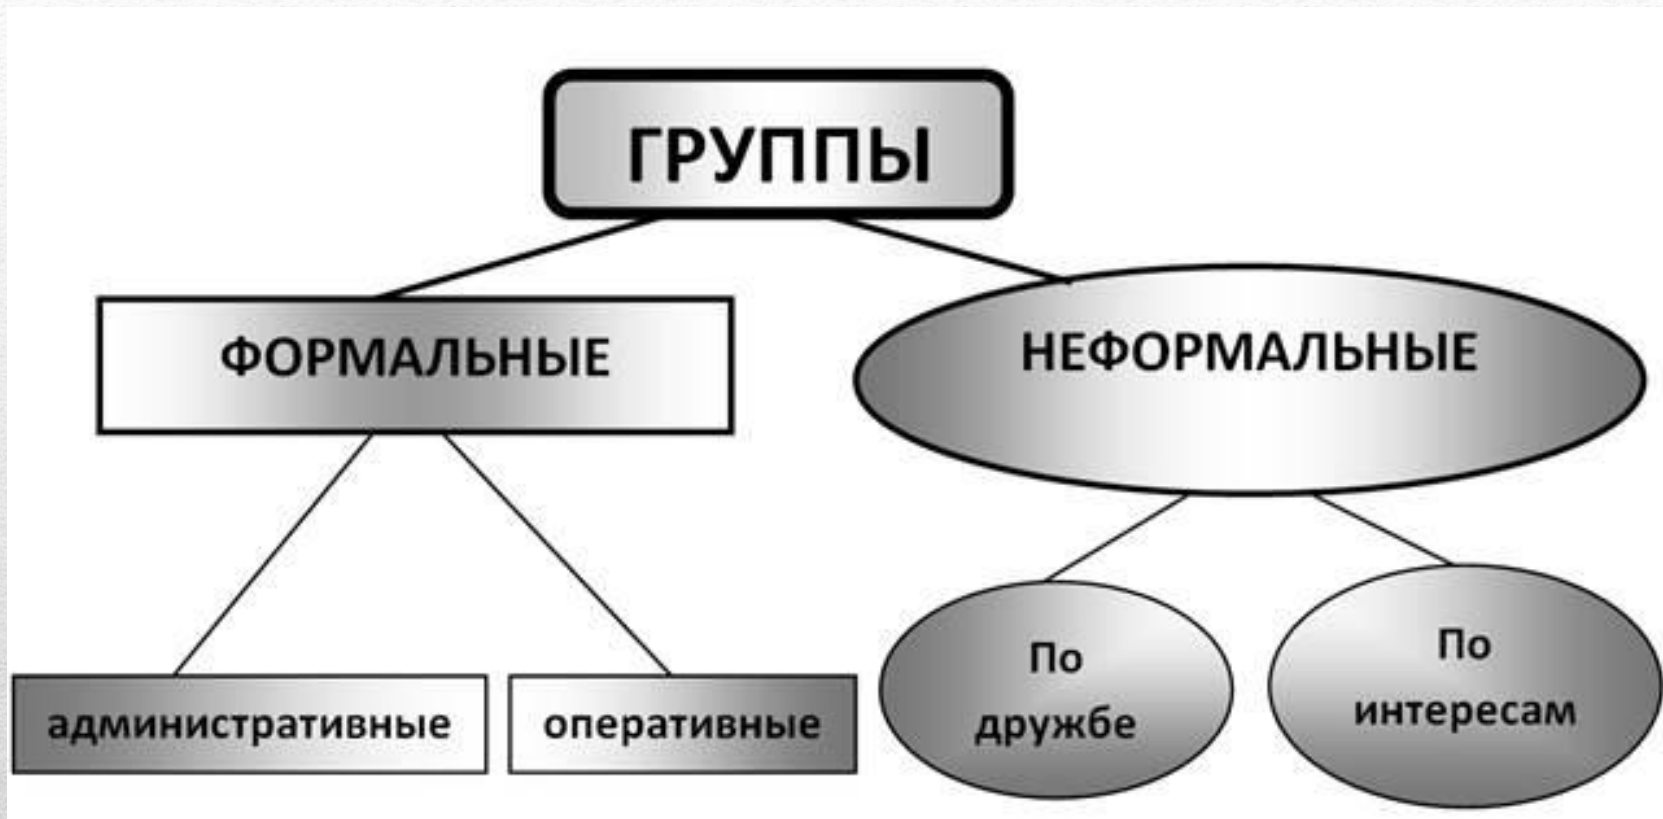 ГРУППЫ
ФОРМАЛЬНЫЕ
НЕФОРМАЛЬНЫЕ
административные
оперативные
По
дружбе
По
интересам